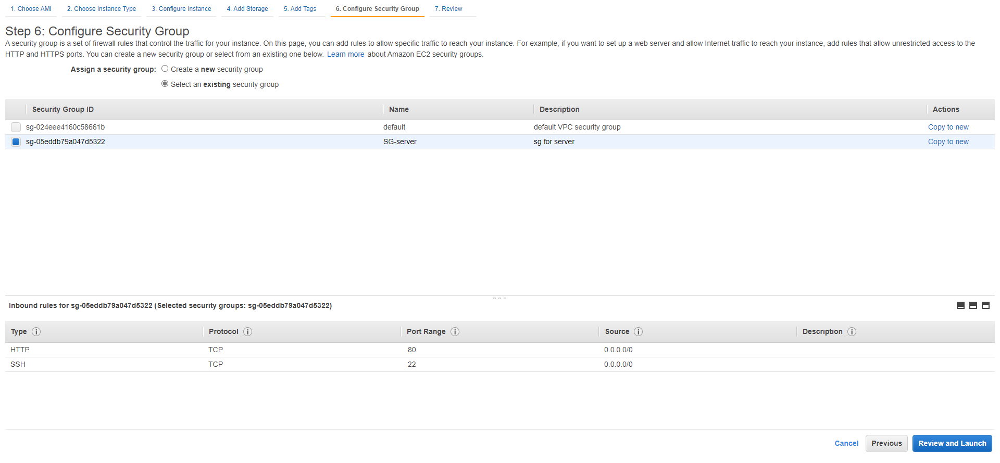 1. Choose AMI 2. Choose Instance Type 3. Configure Instance 4. Add Storage 5. Add Tags 6. Configure Security Group 7. Review
Step 6: Configure Security Group
A security group is a set of firewall rules that control the traffic for your instance. On this page, you can add rules to allow specific traffic to reach your instance. For example, if you want to set up a web server and allow Internet traffic to reach your instance, add rules that allow unrestricted access to the
HTTP and HTTPS ports. You can create a new security group or select from an existing one below. Learn more about Amazon EC2 security groups.
Assign a security group: Create a new security group
Select an existing security group
Security Group ID Name Description Actions
sg-024eee4160c58661b default default VPC security group Copy to new
sg-05eddb79a047d5322 SG-server sg for server Copy to new
Inbound rules for sg-05eddb79a047d5322 (Selected security groups: sg-05eddb79a047d5322)
Type i Protocol i Port Range i Source i Description i
HTTP TCP 80 0.0.0.0/0
SSH TCP 22 0.0.0.0/0
Cancel Previous Review and Launch